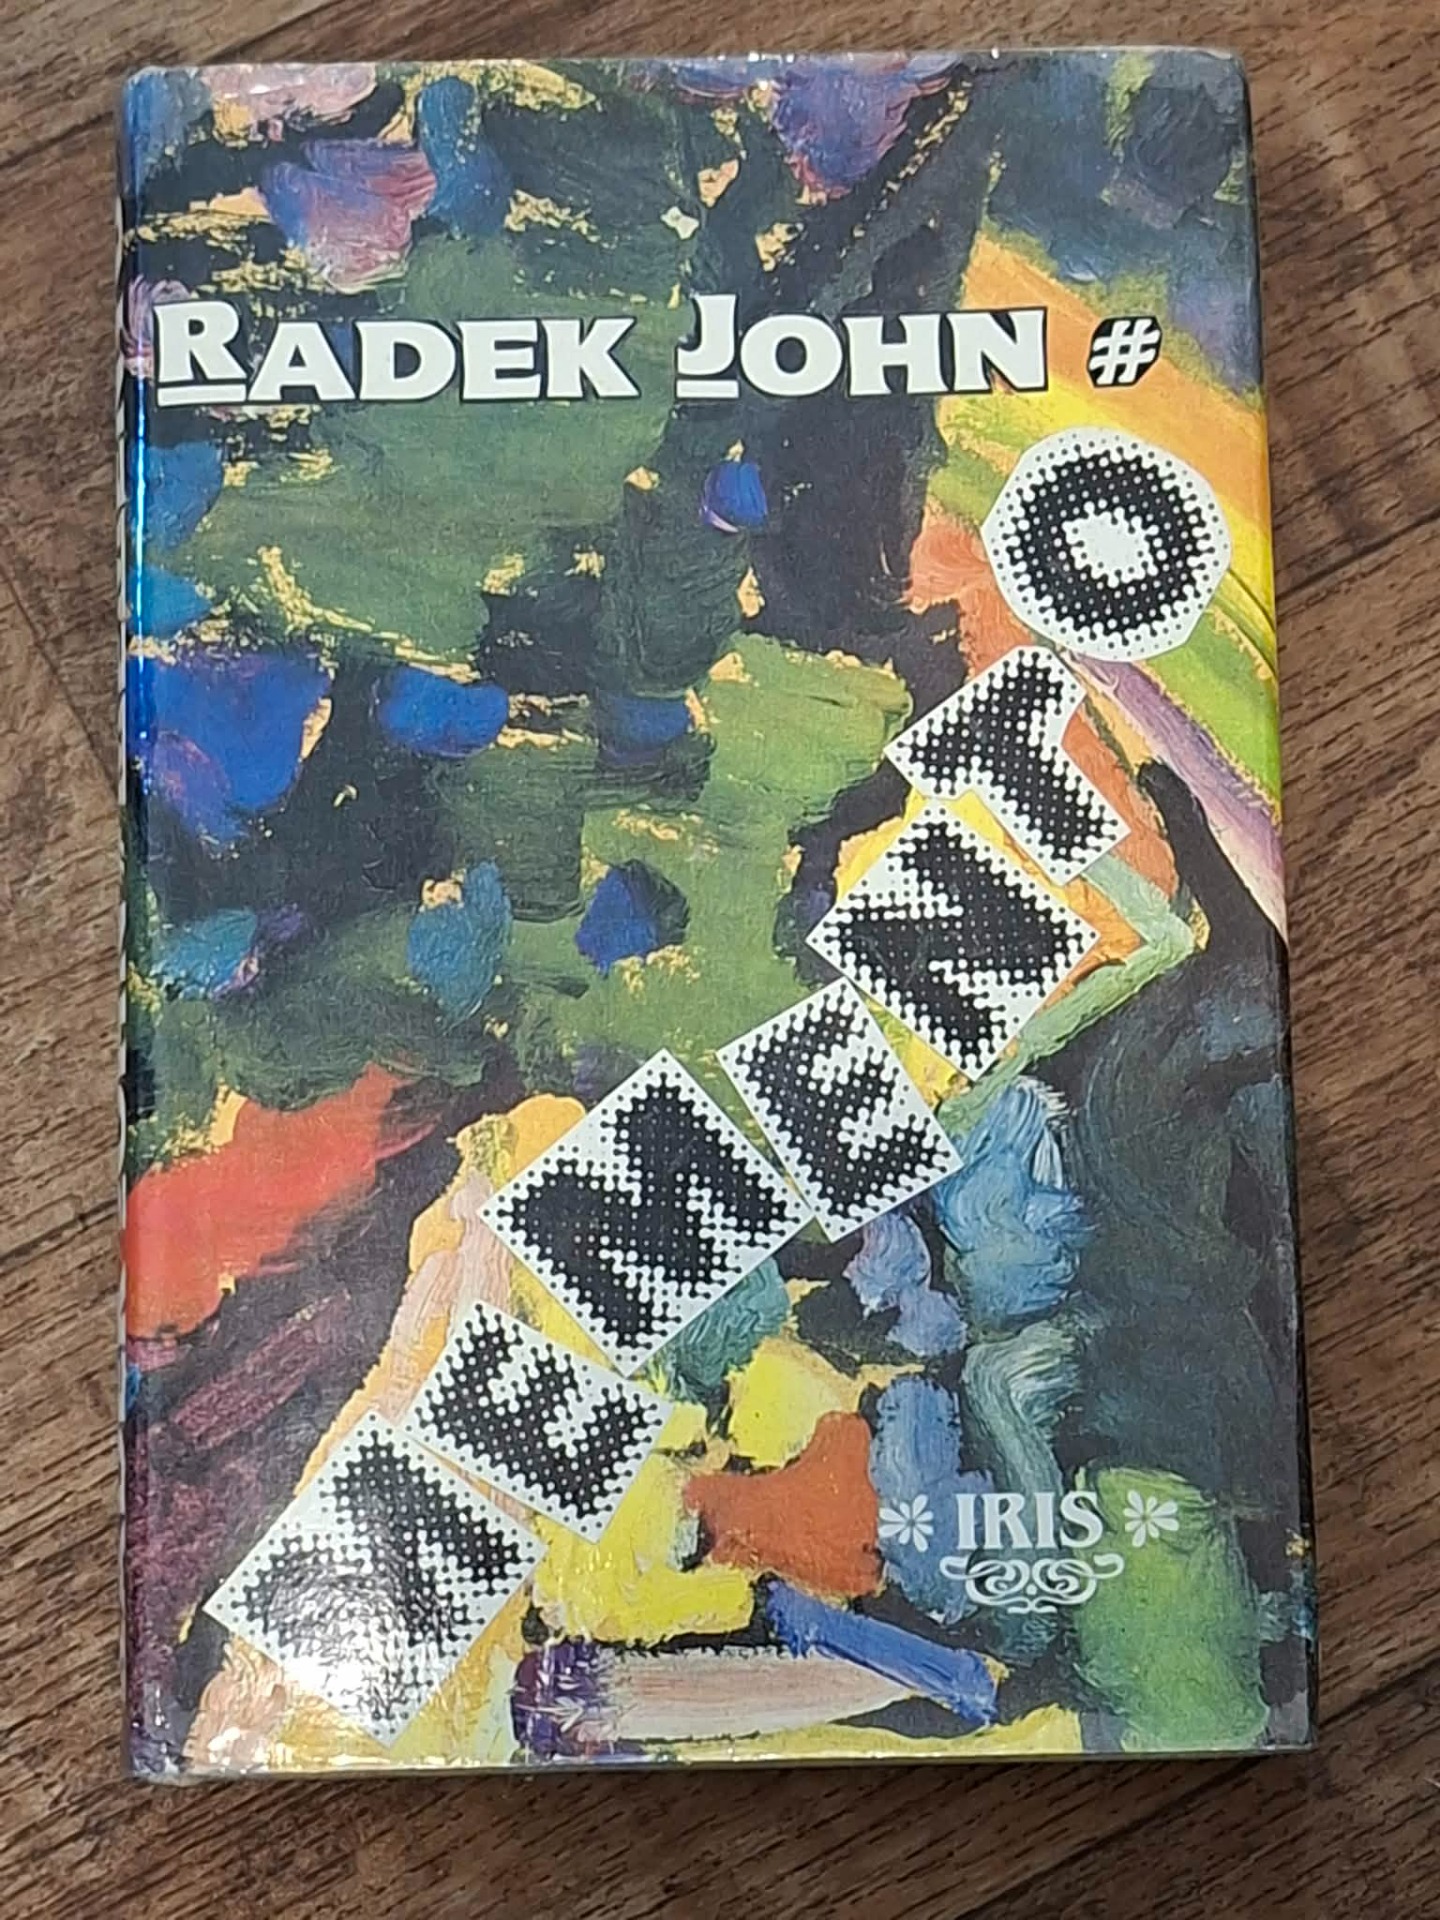 RADEK JOHN #
MEMENTO
* IRIS *